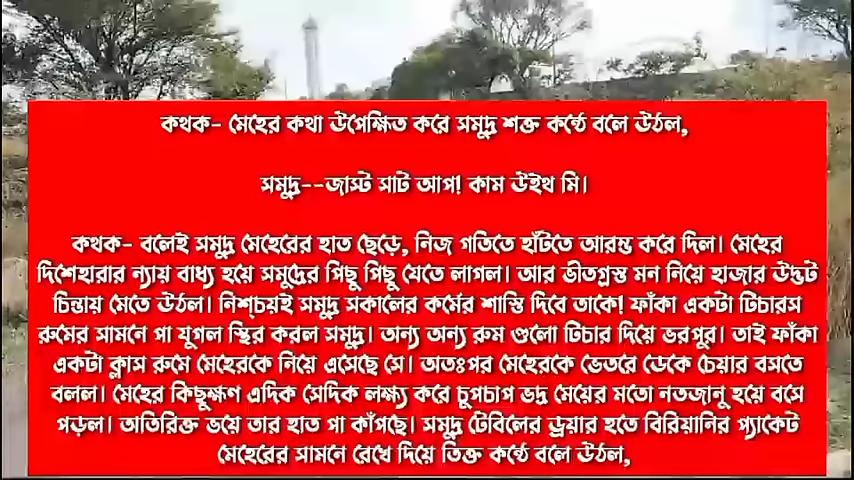 কথক- মেহের কথা উপেক্ষিত করে সমুদ্র শক্ত কন্ঠে বলে উঠল,
সমুদ্র--জাস্ট সাট আপ! কাম উইথ মি।
কথক- বলেই সমুদ্র মেহেরের হাত ছেড়ে, নিজ গতিতে হাঁটতে আরম্ভ করে দিল। মেহের
দিশেহারার ন্যায় বাধ্য হয়ে সমুদ্রের পিছু পিছু যেতে লাগল। আর ভীতগ্রস্ত মন নিয়ে হাজার উদ্ভট
চিন্তায় মেতে উঠল। নিশ্চয়ই সমুদ্র সকালের কর্মের শাস্তি দিবে তাকে! ফাঁকা একটা টিচারস
রুমের সামনে পা যুগল স্থির করল সমুদ্র। অন্য অন্য রুম গুলো টিচার দিয়ে ভরপুর। তাই ফাঁকা
একটা ক্লাস রুমে মেহেরকে নিয়ে এসেছে সে। অতঃপর মেহেরকে ভেতরে ডেকে চেয়ার বসতে
বলল। মেহের কিছুক্ষণ এদিক সেদিক লক্ষ্য করে চুপচাপ ভদ্র মেয়ের মতো নতজানু হয়ে বসে
পড়ল। অতিরিক্ত ভয়ে তার হাত পা কাঁপছে। সমুদ্র টেবিলের ড্রয়ার হতে বিরিয়ানির প্যাকেট
মেহেরের সামনে রেখে দিয়ে তিক্ত কন্ঠে বলে উঠল,